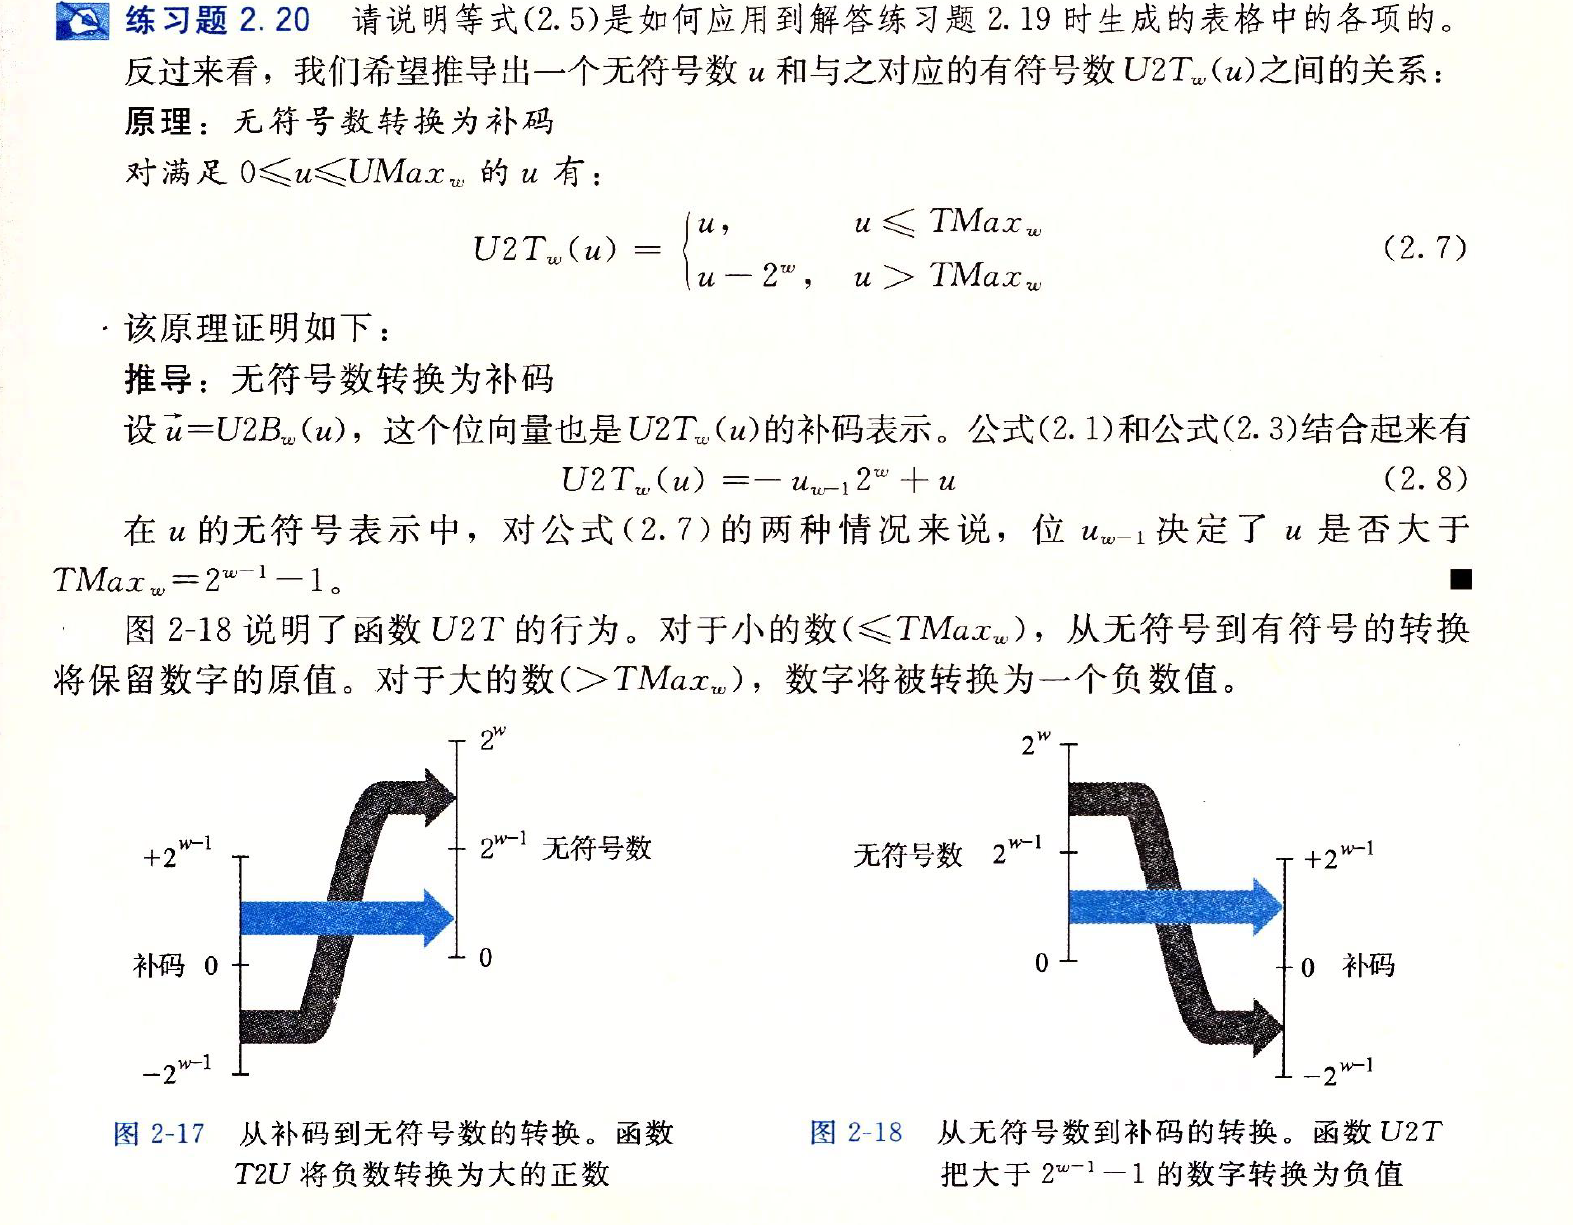 练习题 2.20 请说明等式(2.5)是如何应用到解答练习题 2.19 时生成的表格中的各项的。
反过来看，我们希望推导出一个无符号数 u 和与之对应的有符号数 U2T_w(u)之间的关系：
原理：无符号数转换为补码
对满足 0≤u≤UMax_w 的 u 有：
U2T_w(u) = { u, u ≤ TMax_w
u − 2^w, u > TMax_w (2.7)
该原理证明如下：
推导：无符号数转换为补码
设 u⃗=U2B_w(u)，这个位向量也是U2T_w(u)的补码表示。公式(2.1)和公式(2.3)结合起来有
U2T_w(u) =− u_{w−1}2^w + u (2.8)
在 u 的无符号表示中，对公式(2.7)的两种情况来说，位 u_{w−1}决定了 u 是否大于
TMax_w=2^{w−1}−1。 ■
图 2-18 说明了函数 U2T 的行为。对于小的数(≤TMax_w)，从无符号到有符号的转换
将保留数字的原值。对于大的数(>TMax_w)，数字将被转换为一个负数值。
2^w
+2^{w−1}
2^{w−1} 无符号数
补码 0
0
−2^{w−1}
2^w
无符号数 2^{w−1}
+2^{w−1}
0
0 补码
−2^{w−1}
图 2-17 从补码到无符号数的转换。函数
T2U 将负数转换为大的正数
图 2-18 从无符号数到补码的转换。函数 U2T
把大于 2^{w−1}−1 的数字转换为负值